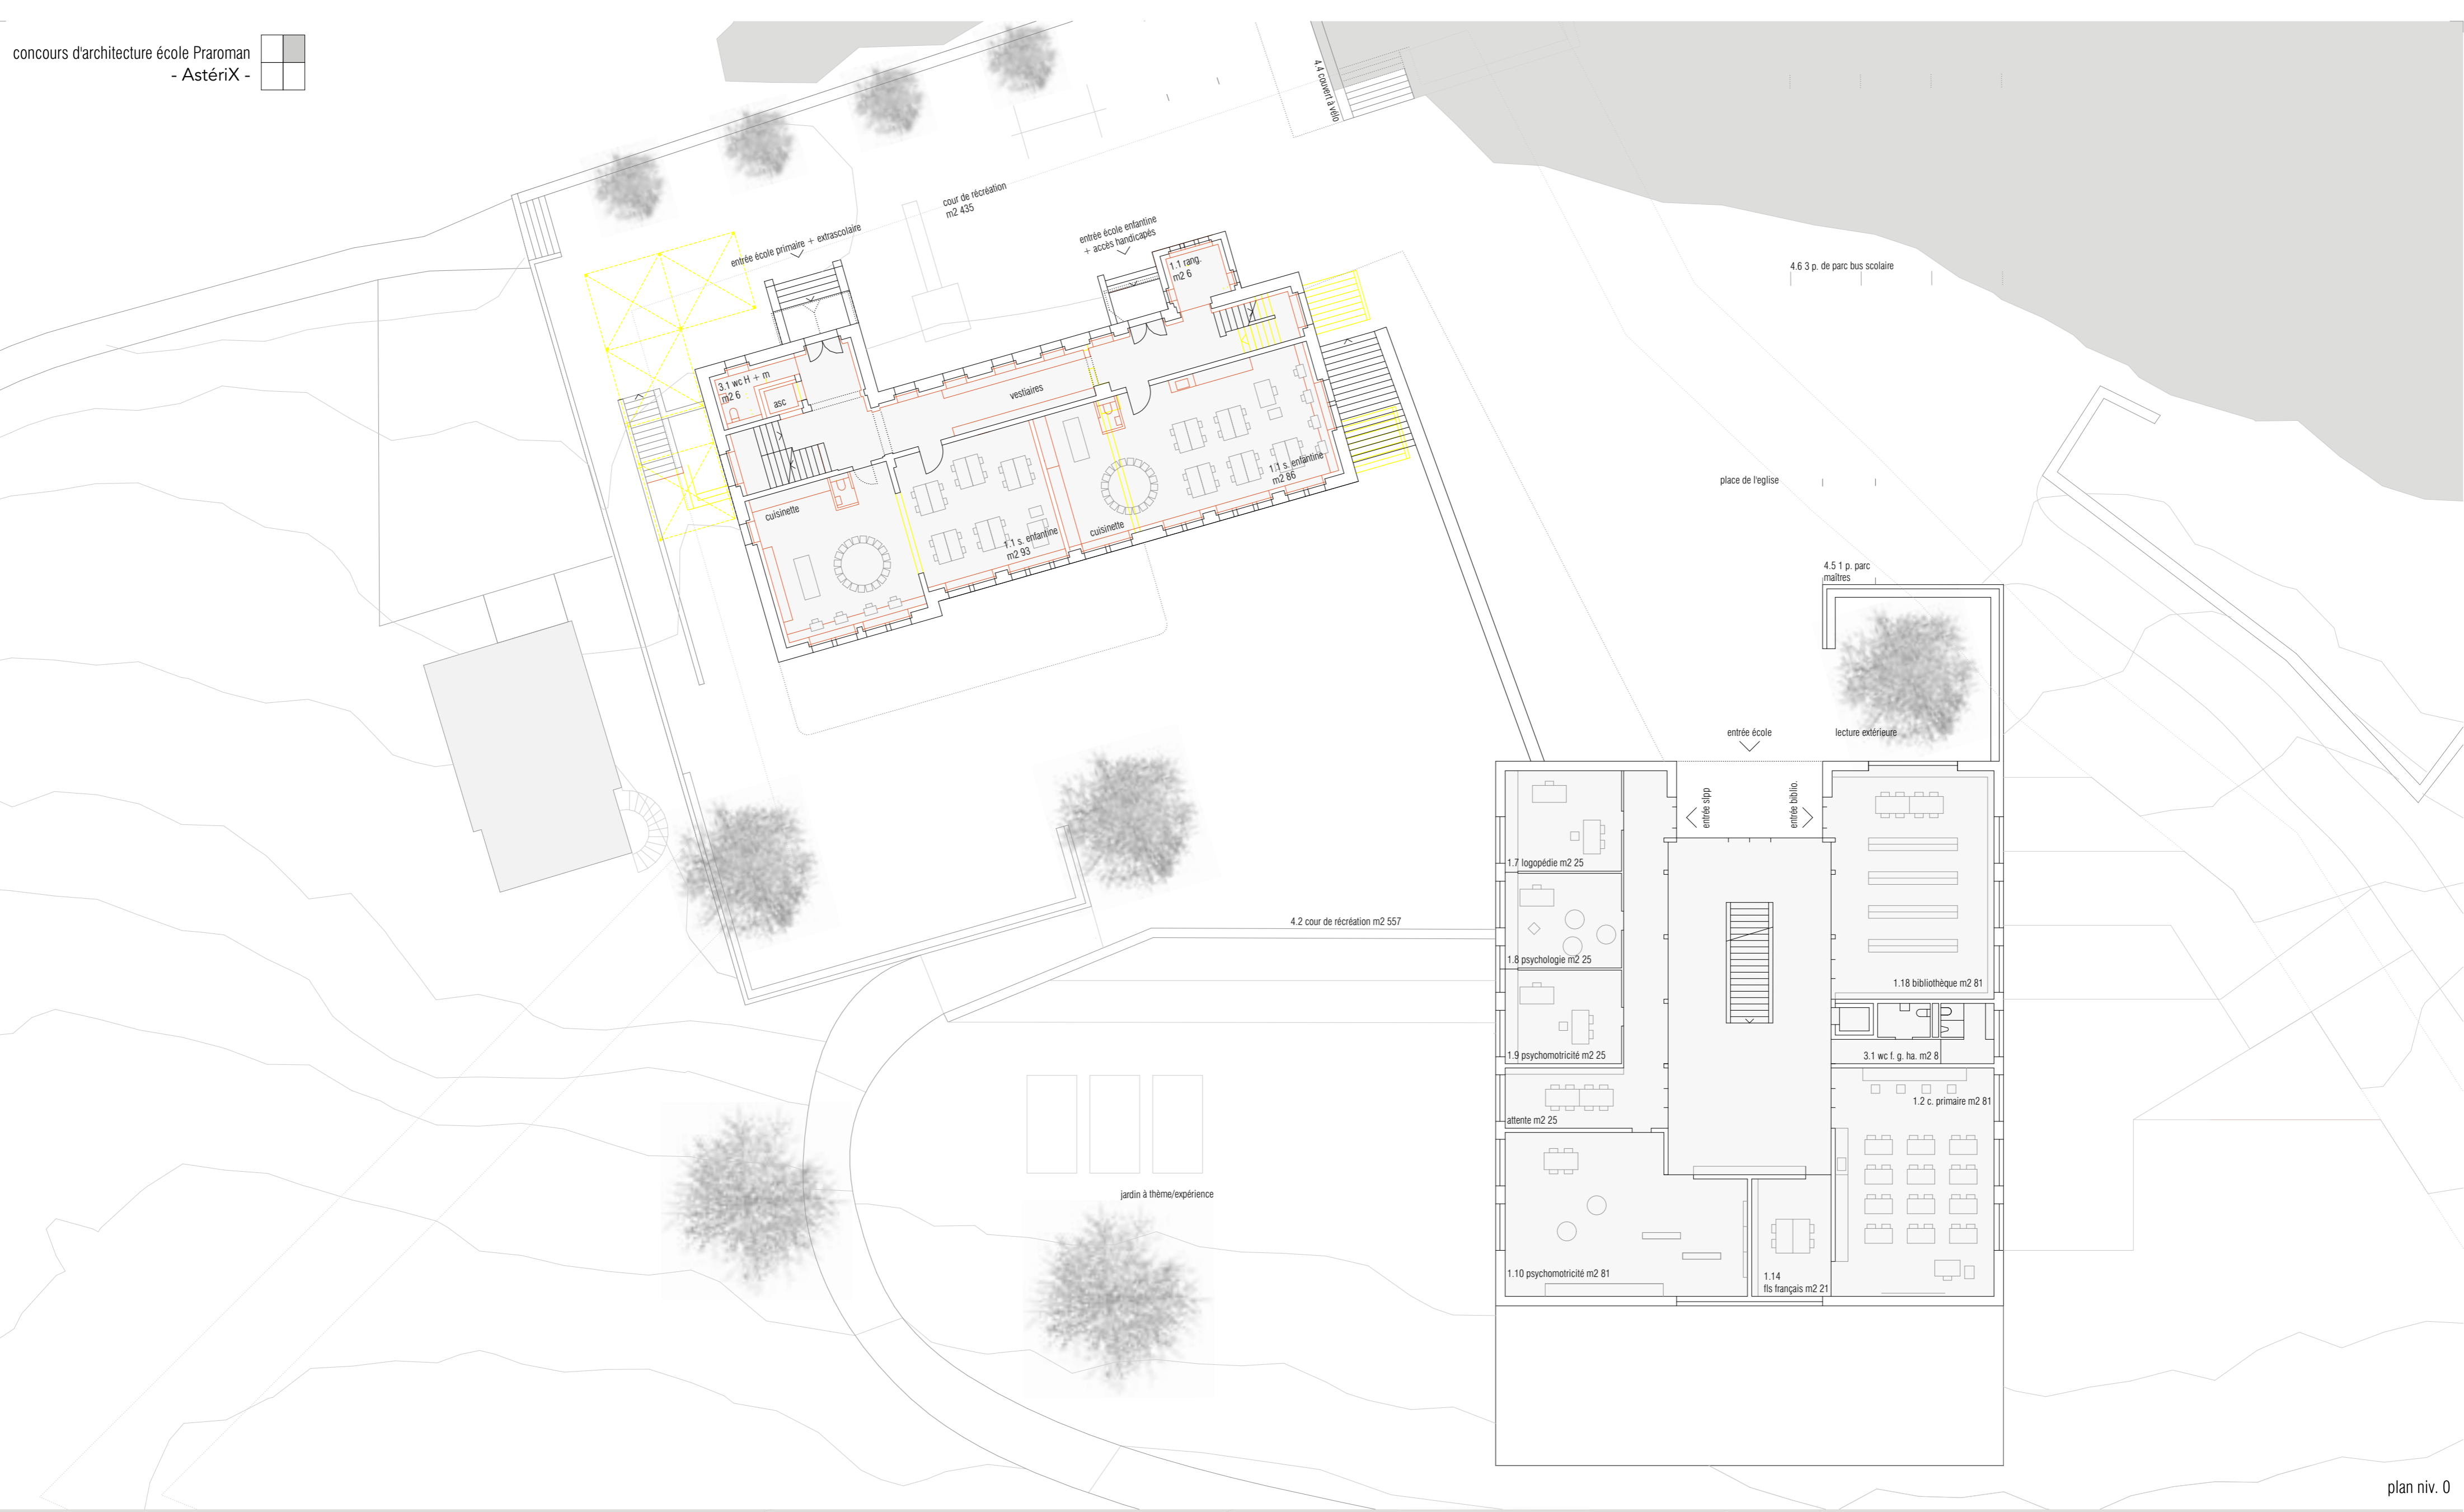 concours d'architecture école Praroman
- AstériX -
4.4 couvert à vélo
cour de récréation
m2 435
entrée école primaire + extrascolaire
entrée école enfantine
+ accès handicapés
1.1 rang.
m2 6
4.6 3 p. de parc bus scolaire
3.1 wc H + m
m2 6
asc
vestiaires
cuisinette
1.1 s. enfantine
m2 93
cuisinette
1.1 s. enfantine
m2 86
place de l'eglise
4.5 1 p. parc
maîtres
entrée école
lecture extérieure
entrée slpp
entrée biblio.
1.7 logopédie m2 25
4.2 cour de récréation m2 557
1.8 psychologie m2 25
1.18 bibliothèque m2 81
1.9 psychomotricité m2 25
3.1 wc f. g. ha. m2 8
1.2 c. primaire m2 81
attente m2 25
jardin à thème/expérience
1.10 psychomotricité m2 81
1.14
fls français m2 21
plan niv. 0